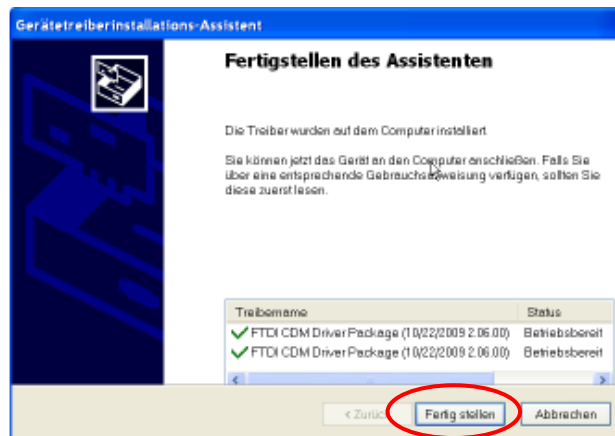 Gerätetreiberinstallations-Assistent
Fertigstellen des Assistenten
Die Treiber wurden auf dem Computer installiert.
Sie können jetzt das Gerät an den Computer anschließen. Falls Sie
über eine entsprechende Gebrauchsanweisung verfügen, sollten Sie
diese zuerst lesen.
Treibername Status
FTDI CDM Driver Package (10/22/2009 2.06.00) Betriebsbereit
FTDI CDM Driver Package (10/22/2009 2.06.00) Betriebsbereit
< Zurück Fertig stellen Abbrechen